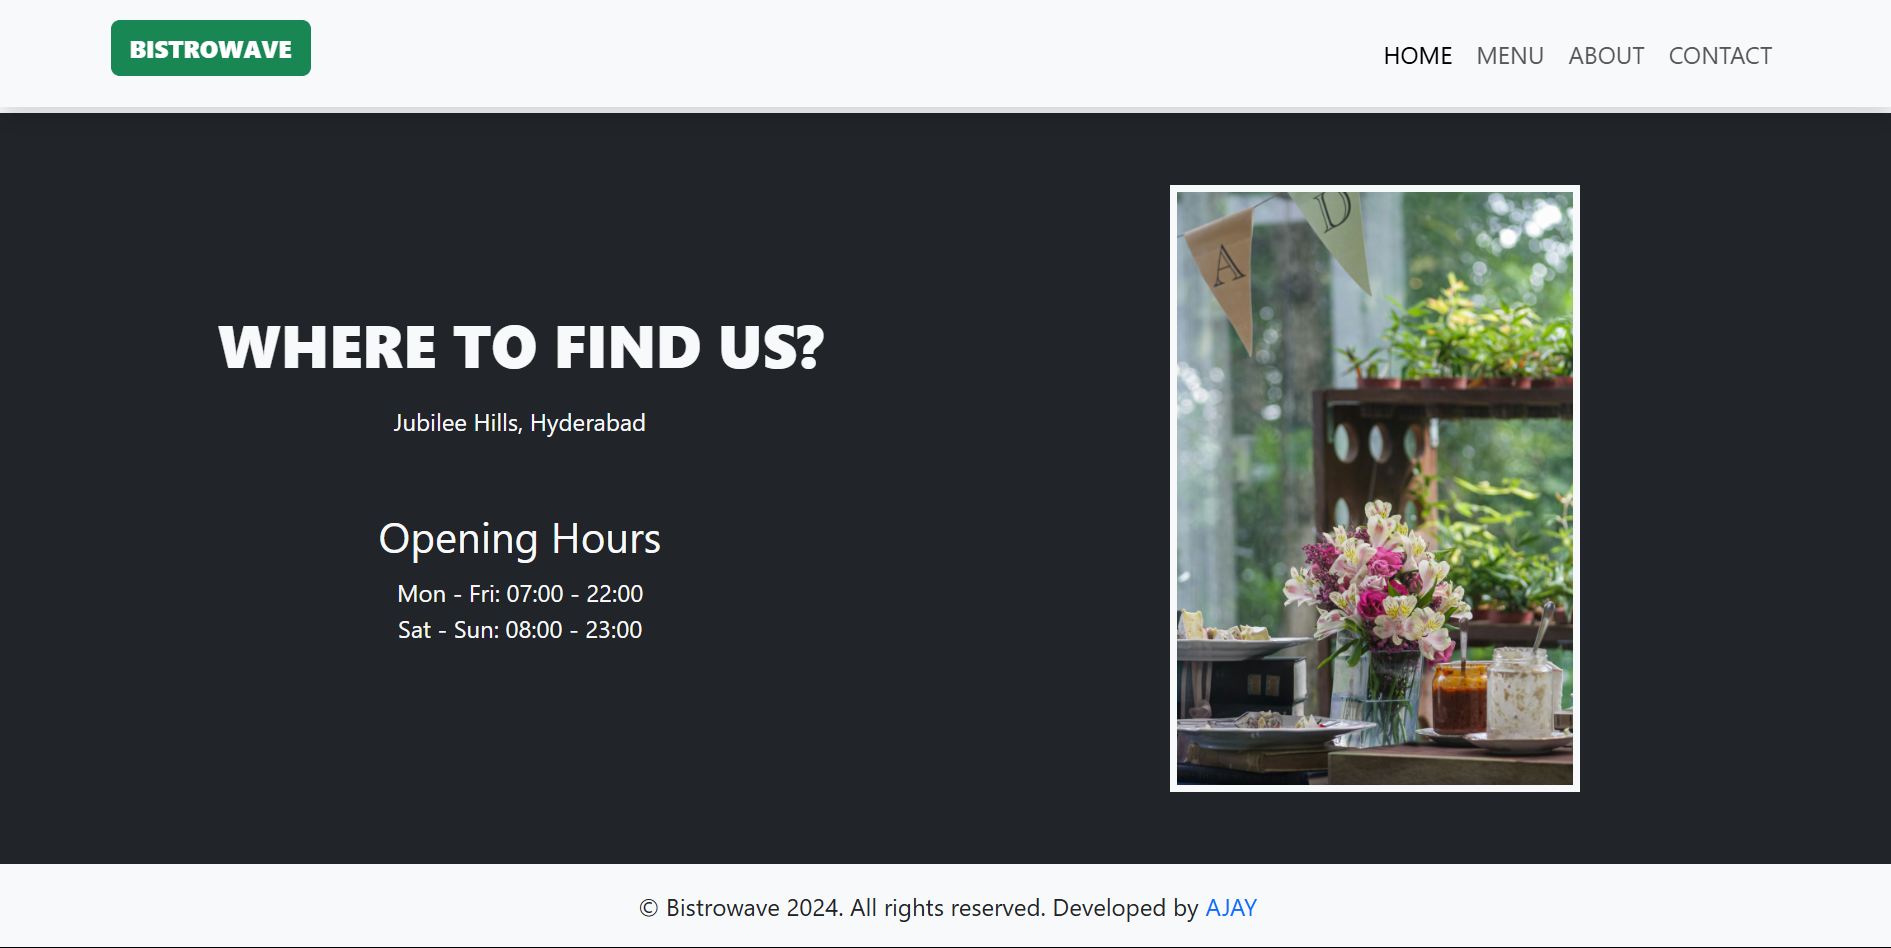 BISTROWAVE
HOME MENU ABOUT CONTACT
A D
WHERE TO FIND US?
Jubilee Hills, Hyderabad
Opening Hours
Mon - Fri: 07:00 - 22:00
Sat - Sun: 08:00 - 23:00
© Bistrowave 2024. All rights reserved. Developed by AJAY